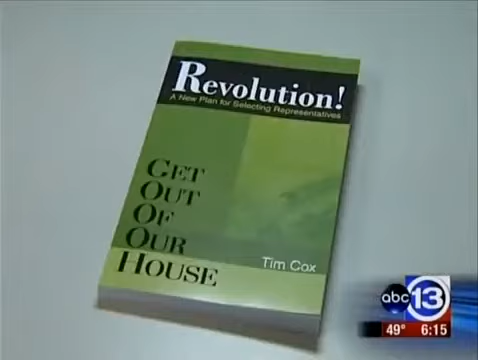 Revolution!
A New Plan for Selecting Representatives
GET
OUT
OF
OUR
HOUSE
Tim Cox
abc 13
49° 6:15